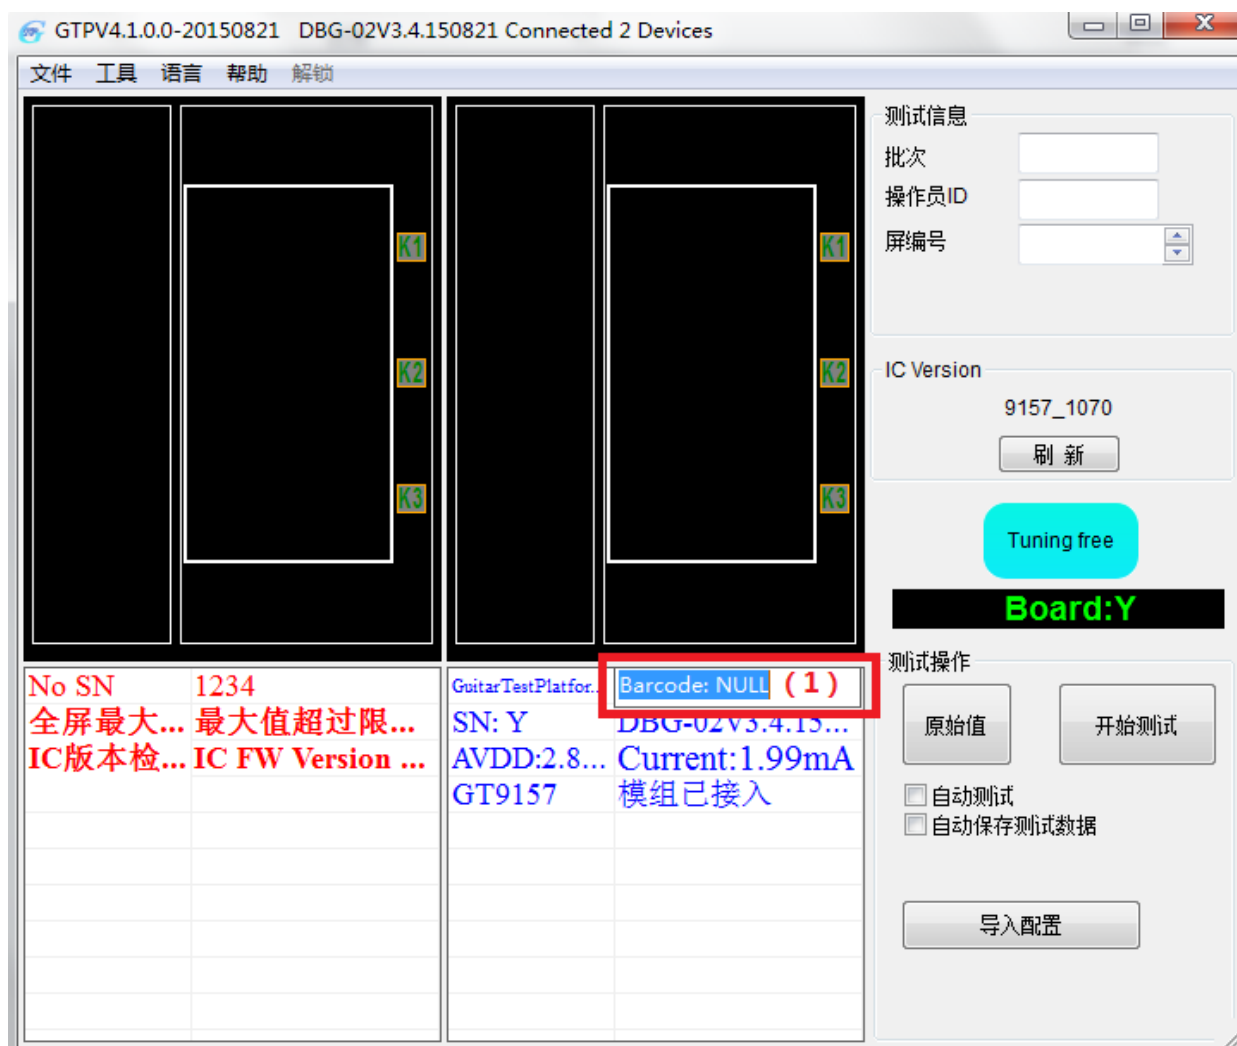 GTPV4.1.0.0-20150821 DBG-02V3.4.150821 Connected 2 Devices
文件 工具 语言 帮助 解锁
K1
K2
K3
K1
K2
K3
No SN 1234
全屏最大... 最大值超过限...
IC版本检... IC FW Version ...
GuitarTestPlatfor... Barcode: NULL (1)
SN: Y DBG-02V3.4.15...
AVDD:2.8... Current:1.99mA
GT9157 模组已接入
测试信息
批次
操作员ID
屏编号
IC Version
9157_1070
刷 新
Tuning free
Board:Y
测试操作
原始值 开始测试
自动测试
自动保存测试数据
导入配置